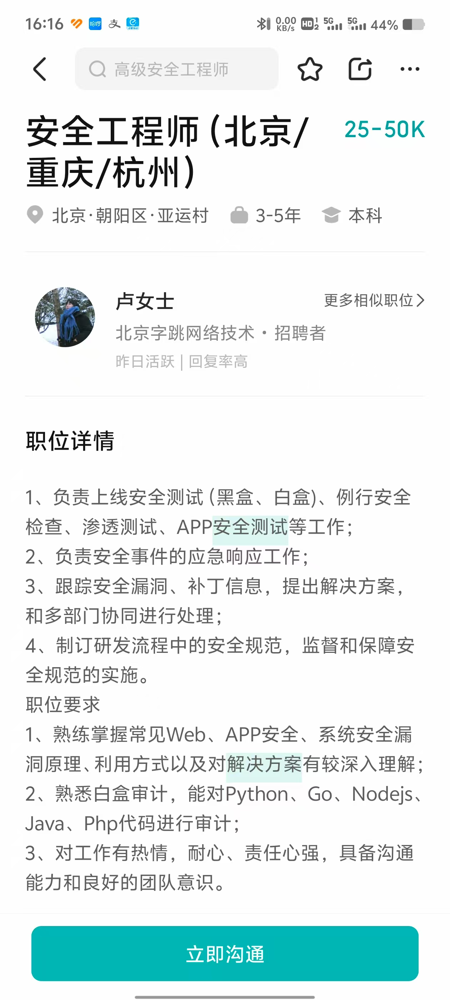 16:16 哈啰 支 0.00 KB/s HD 1 2 5G 5G 44%
高级安全工程师
安全工程师(北京/ 25-50K
重庆/杭州)
北京·朝阳区·亚运村 3-5年 本科
卢女士 更多相似职位
北京字跳网络技术·招聘者
昨日活跃|回复率高
职位详情
1、负责上线安全测试(黑盒、白盒)、例行安全
检查、渗透测试、APP安全测试等工作;
2、负责安全事件的应急响应工作;
3、跟踪安全漏洞、补丁信息，提出解决方案，
和多部门协同进行处理;
4、制订研发流程中的安全规范，监督和保障安
全规范的实施。
职位要求
1、熟练掌握常见Web、APP安全、系统安全漏
洞原理、利用方式以及对解决方案有较深入理解;
2、熟悉白盒审计，能对Python、Go、Nodejs、
Java、Php代码进行审计;
3、对工作有热情，耐心、责任心强，具备沟通
能力和良好的团队意识。
立即沟通